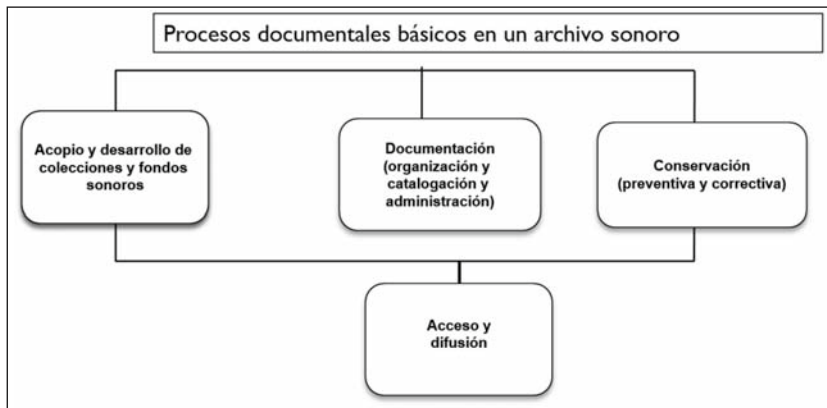 Procesos documentales básicos en un archivo sonoro
Acopio y desarrollo de
colecciones y fondos
sonoros
Documentación
(organización y
catalogación y
administración)
Conservación
(preventiva y correctiva)
Acceso y
difusión